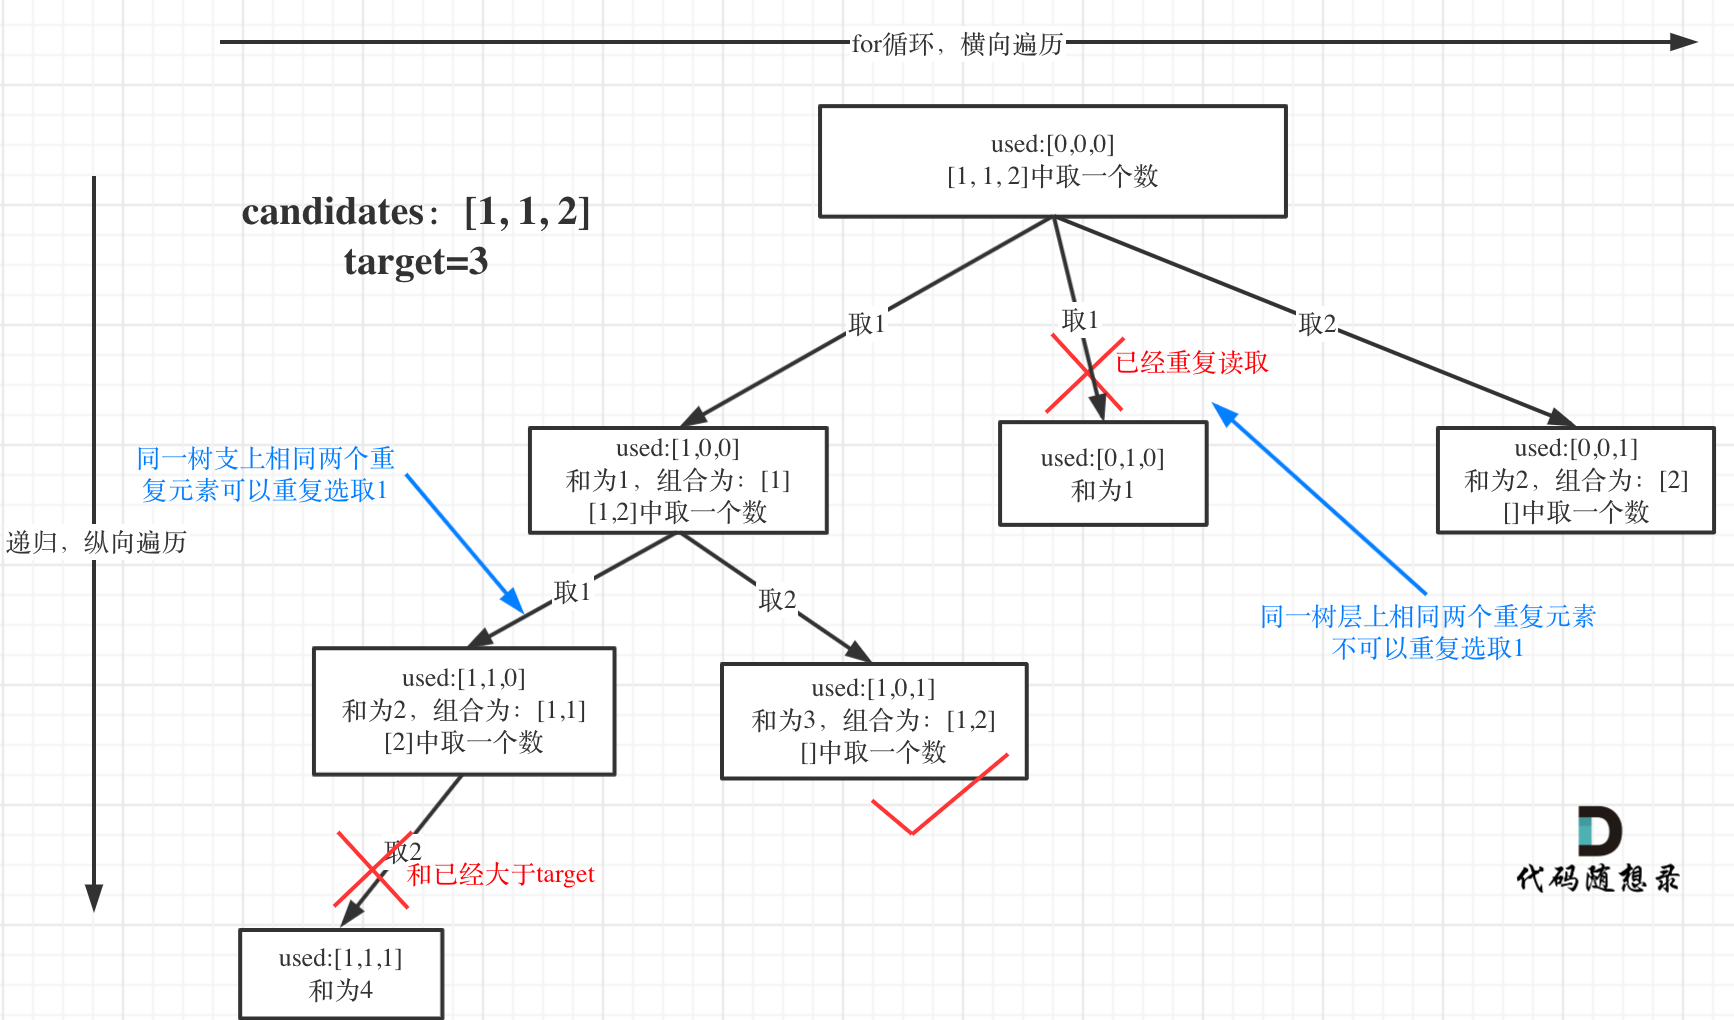 for循环，横向遍历
used:[0,0,0]
[1, 1, 2]中取一个数
candidates：[1, 1, 2]
target=3
取1
取1
取2
已经重复读取
同一树支上相同两个重
复元素可以重复选取1
used:[1,0,0]
和为1，组合为：[1]
[1,2]中取一个数
used:[0,1,0]
和为1
used:[0,0,1]
和为2，组合为：[2]
[]中取一个数
递归，纵向遍历
取1
取2
同一树层上相同两个重复元素
不可以重复选取1
used:[1,1,0]
和为2，组合为：[1,1]
[2]中取一个数
used:[1,0,1]
和为3，组合为：[1,2]
[]中取一个数
取2
和已经大于target
代码随想录
used:[1,1,1]
和为4